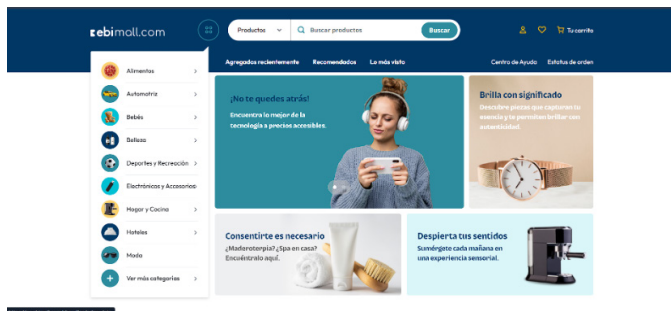 ebimall.com
Productos
Buscar productos
Buscar
Tu carrito
Agregados recientemente
Recomendados
Lo más visto
Centro de Ayuda
Estatus de orden
Alimentos
Automotriz
Bebés
Belleza
Deportes y Recreación
Electrónicos y Accesorios
Hogar y Cocina
Hoteles
Moda
Ver más categorías
¡No te quedes atrás!
Encuentra lo mejor de la
tecnología a precios accesibles.
Brilla con significado
Descubre piezas que capturan tu
esencia y te permiten brillar con
autenticidad.
Consentirte es necesario
¿Maderoterapia? ¿Spa en casa?
Encuéntralo aquí.
Despierta tus sentidos
Sumérgete cada mañana en
una experiencia sensorial.